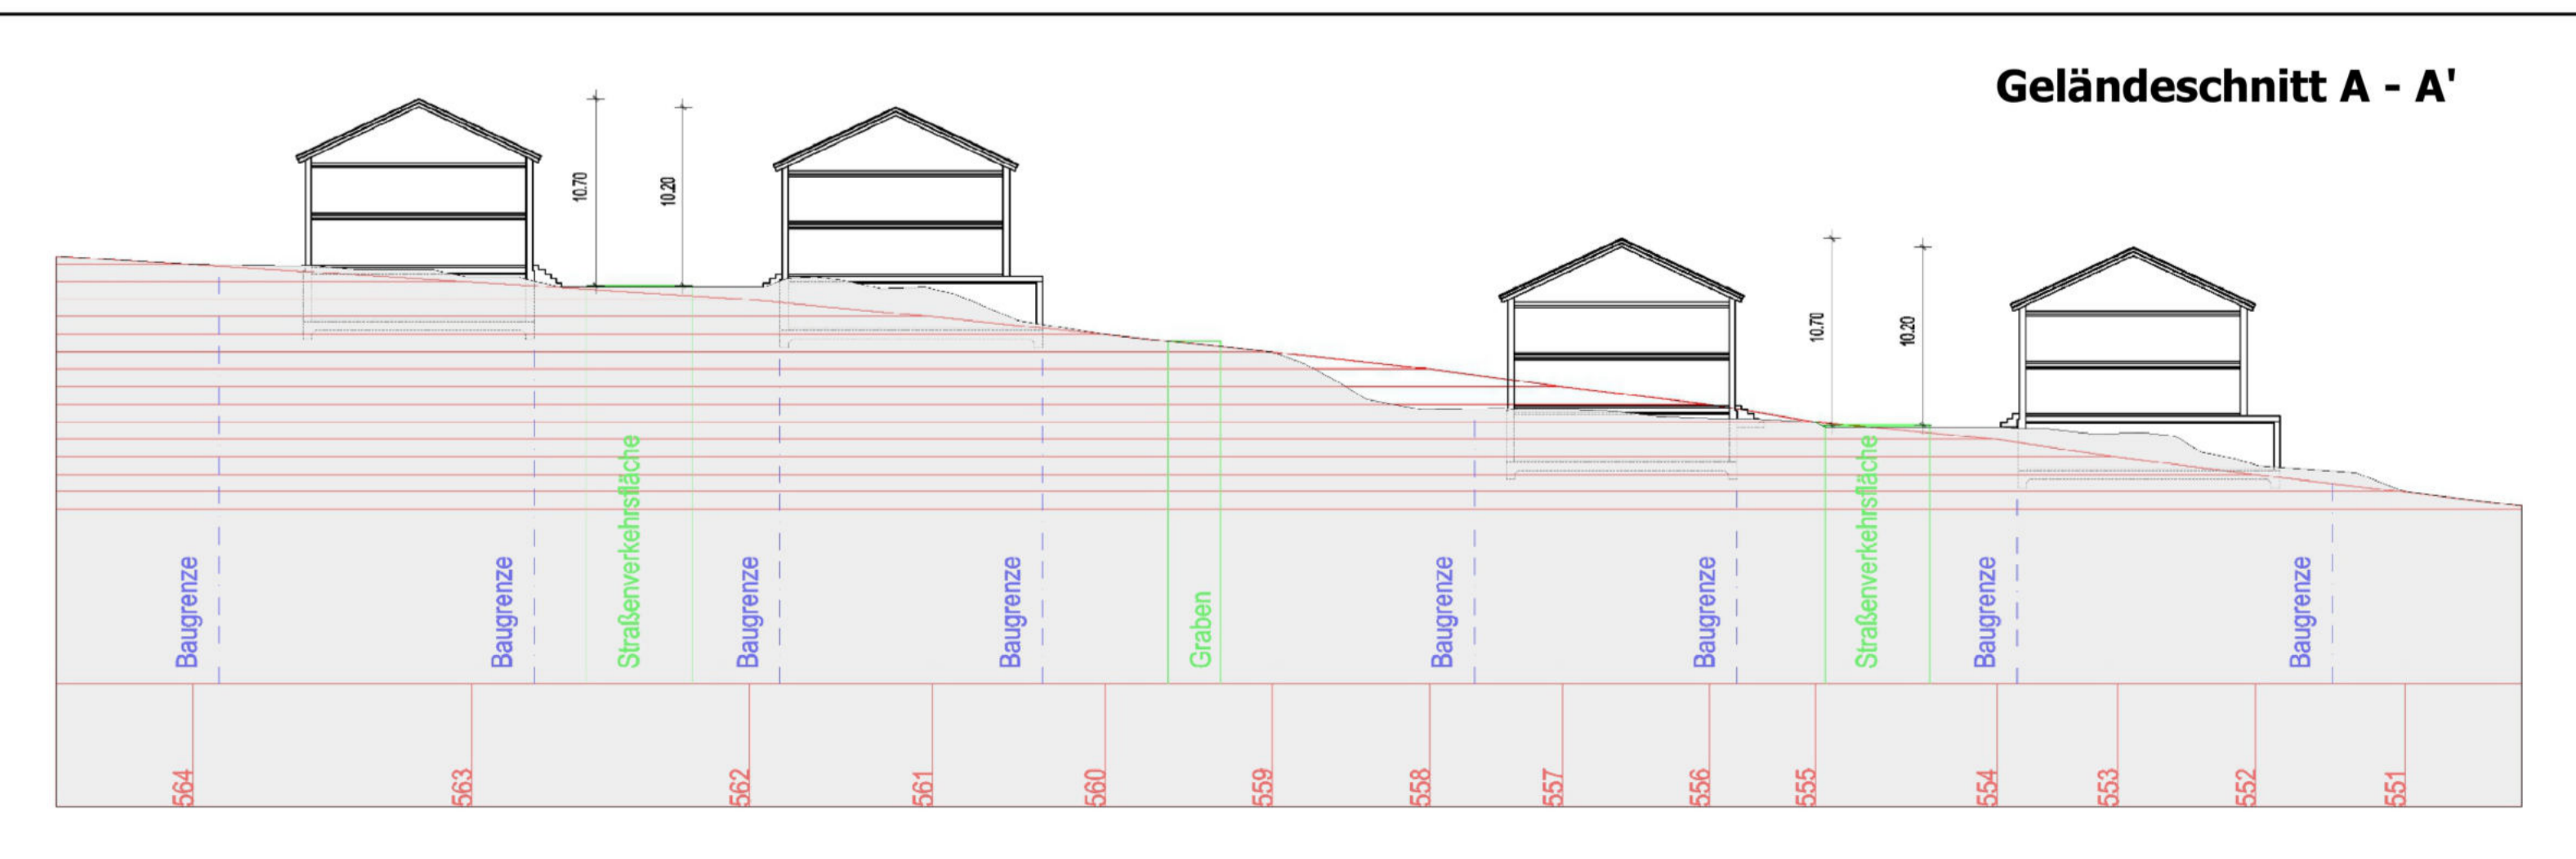 Geländeschnitt A - A'
10.70
10.20
10.70
10.20
Baugrenze
Baugrenze
Straßenverkehrsfläche
Baugrenze
Baugrenze
Graben
Baugrenze
Baugrenze
Straßenverkehrsfläche
Baugrenze
Baugrenze
564
563
562
561
560
559
558
557
556
555
554
553
552
551